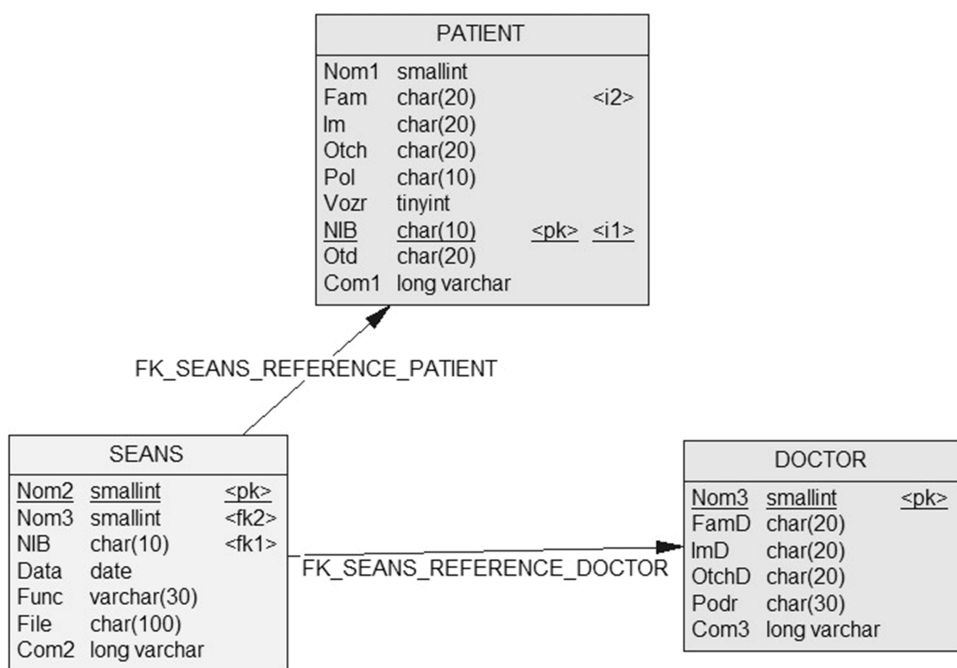 PATIENT
Nom1 smallint
Fam char(20) <i2>
Im char(20)
Otch char(20)
Pol char(10)
Vozr tinyint
NIB char(10) <pk> <i1>
Otd char(20)
Com1 long varchar
FK_SEANS_REFERENCE_PATIENT
SEANS
Nom2 smallint <pk>
Nom3 smallint <fk2>
NIB char(10) <fk1>
Data date
Func varchar(30)
File char(100)
Com2 long varchar
FK_SEANS_REFERENCE_DOCTOR
DOCTOR
Nom3 smallint <pk>
FamD char(20)
ImD char(20)
OtchD char(20)
Podr char(30)
Com3 long varchar